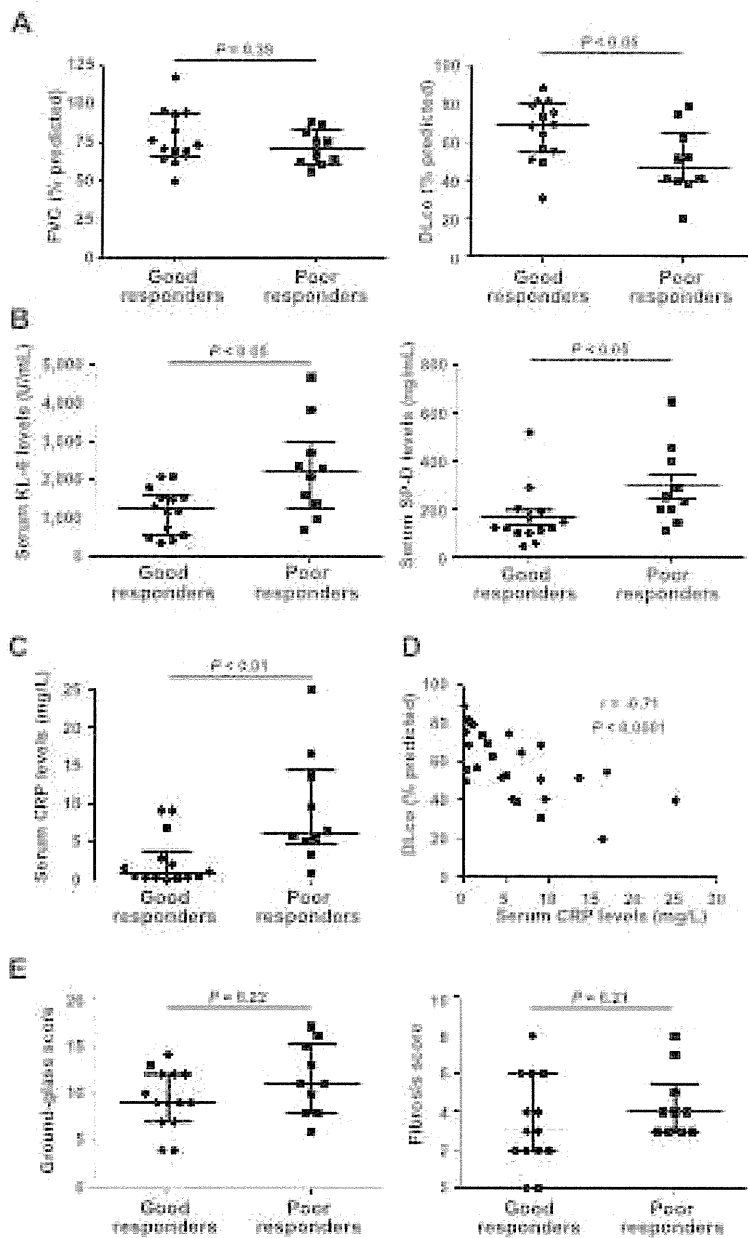 A
P = 0.39
125
100
75
50
25
0
FVC (% predicted)
Good responders
Poor responders
P < 0.05
100
80
60
40
20
0
DLco (% predicted)
Good responders
Poor responders
B
P < 0.05
5,000
4,000
3,000
2,000
1,000
0
Serum KL-6 levels (U/mL)
Good responders
Poor responders
P < 0.05
800
600
400
200
0
Serum SP-D levels (ng/mL)
Good responders
Poor responders
C
P < 0.01
25
20
15
10
5
0
Serum CRP levels (mg/L)
Good responders
Poor responders
D
r = -0.71
P < 0.0001
100
80
60
40
20
0
DLco (% predicted)
0 5 10 15 20 25 30
Serum CRP levels (mg/L)
E
P = 0.22
20
15
10
5
0
Ground-glass score
Good responders
Poor responders
P = 0.21
Fibrosis score
Good responders
Poor responders